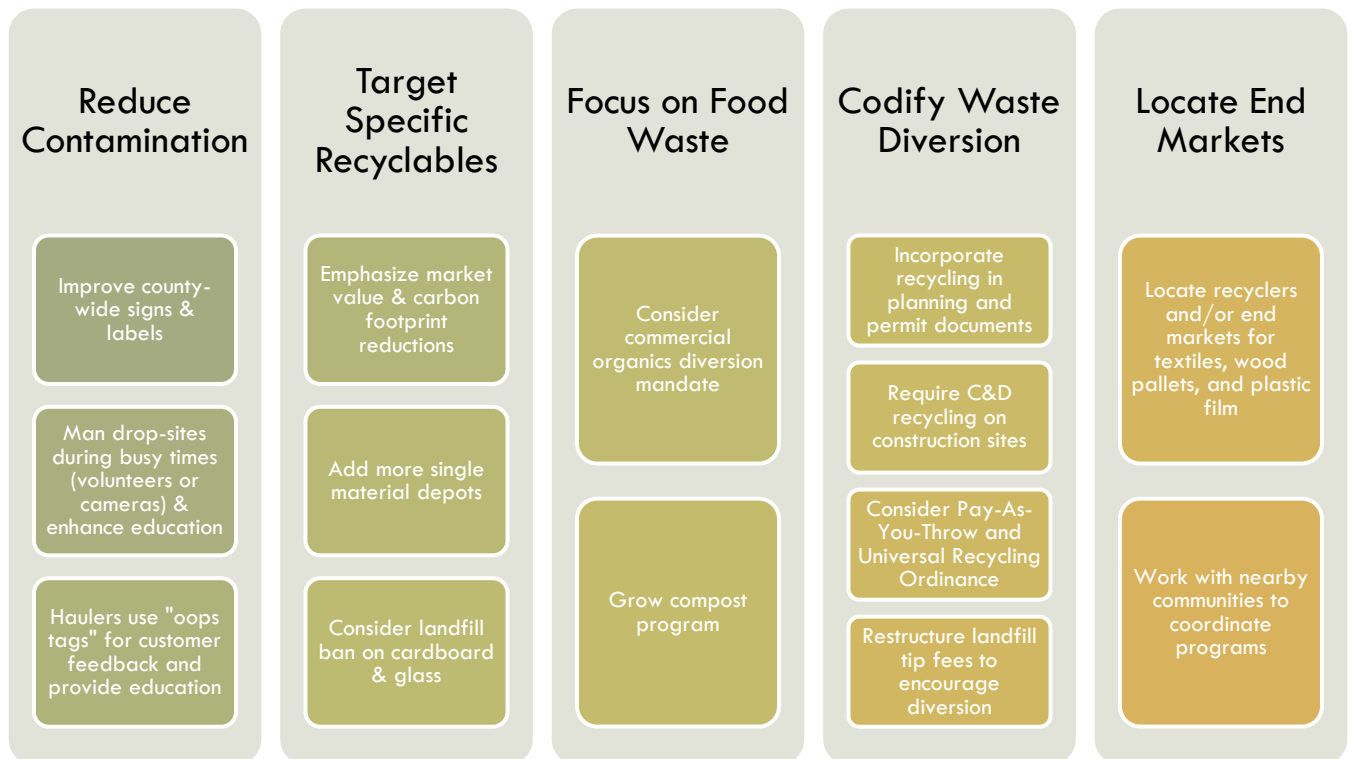 Reduce
Contamination
Improve county-
wide signs &
labels
Man drop-sites
during busy times
(volunteers or
cameras) &
enhance education
Haulers use "oops
tags" for customer
feedback and
provide education
Target
Specific
Recyclables
Emphasize market
value & carbon
footprint
reductions
Add more single
material depots
Consider landfill
ban on cardboard
& glass
Focus on Food
Waste
Consider
commercial
organics diversion
mandate
Grow compost
program
Codify Waste
Diversion
Incorporate
recycling in
planning and
permit documents
Require C&D
recycling on
construction sites
Consider Pay-As-
You-Throw and
Universal Recycling
Ordinance
Restructure landfill
tip fees to
encourage
diversion
Locate End
Markets
Locate recyclers
and/or end
markets for
textiles, wood
pallets, and plastic
film
Work with nearby
communities to
coordinate
programs